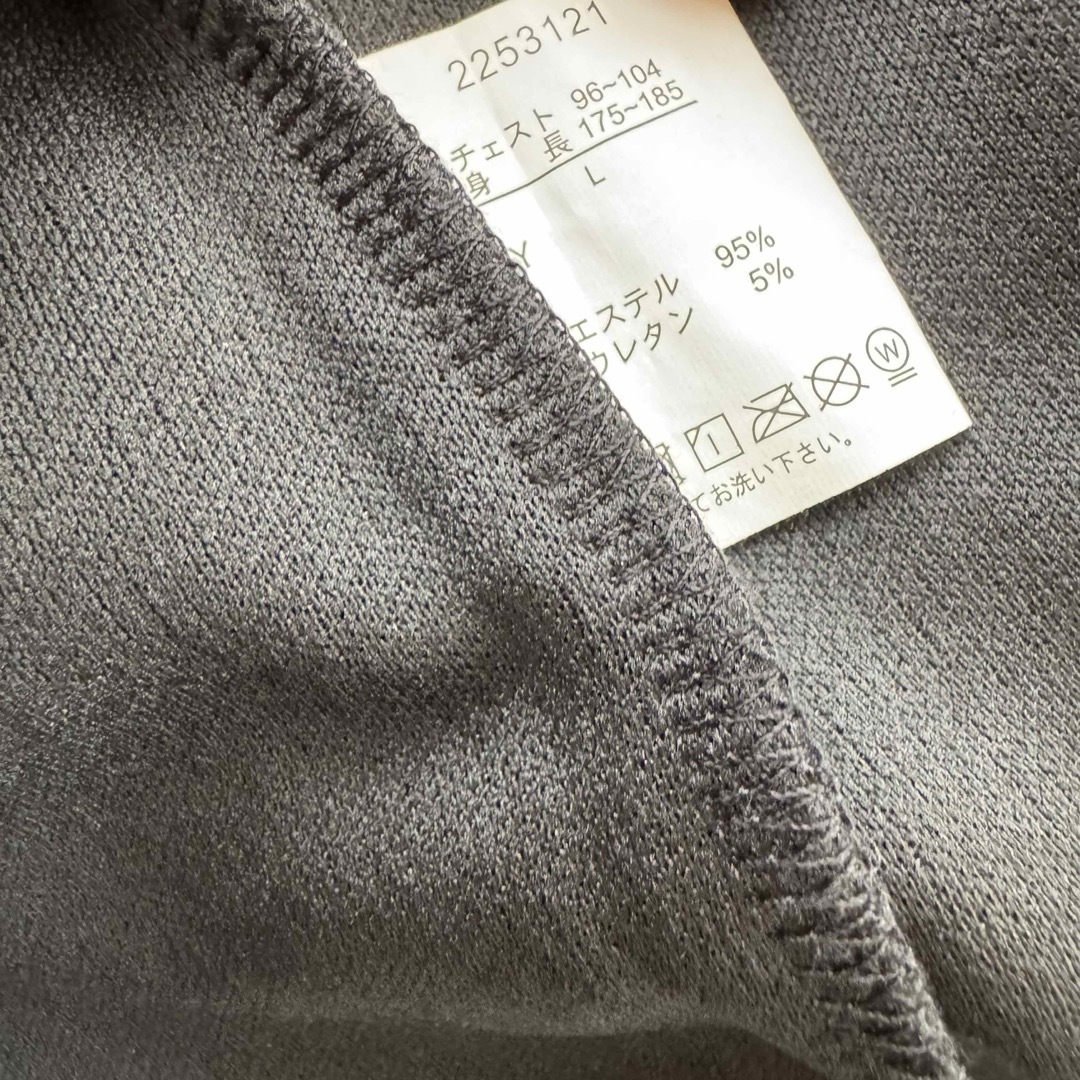 2253121
チェスト 96~104
身 長 175~185
L
Y
エステル 95%
ウレタン 5%
W
てお洗い下さい。